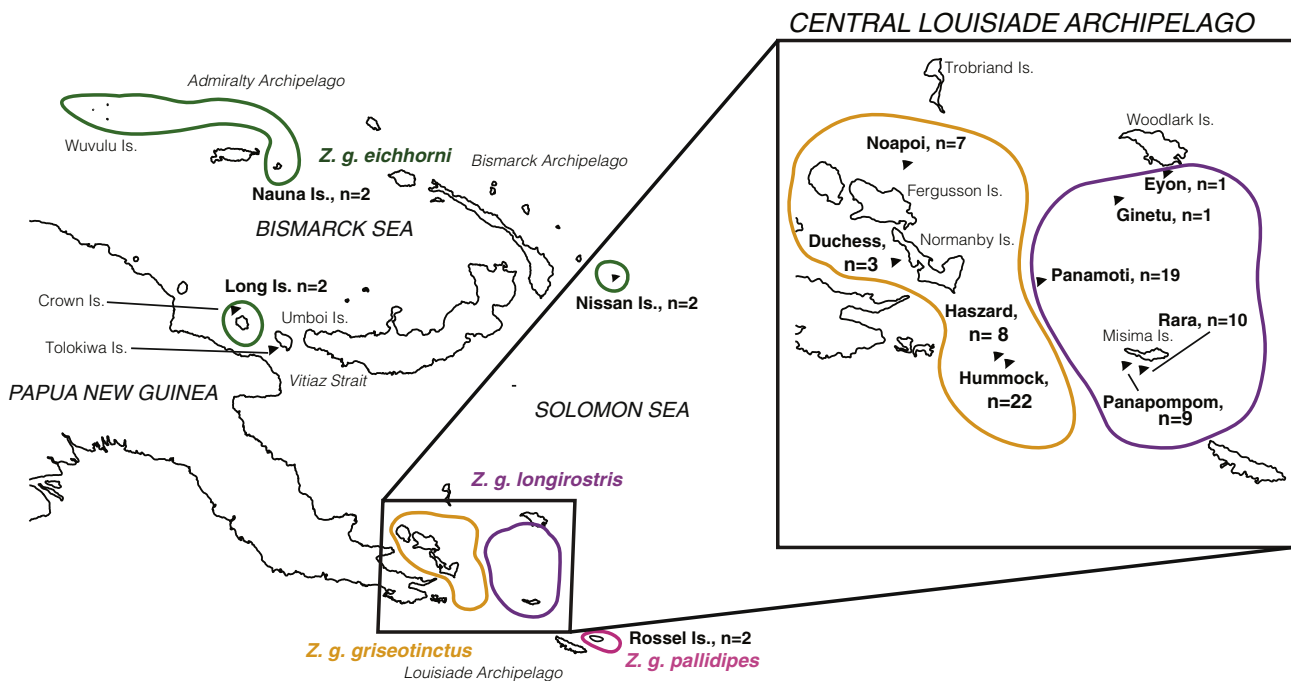 CENTRAL LOUISIADE ARCHIPELAGO
Admiralty Archipelago
Wuvulu Is.
Z. g. eichhorni
Bismarck Archipelago
Nauna Is., n=2
BISMARCK SEA
Long Is. n=2
Nissan Is., n=2
Crown Is.
Umboi Is.
Tolokiwa Is.
Vitiaz Strait
PAPUA NEW GUINEA
SOLOMON SEA
Z. g. longirostris
Z. g. griseotinctus
Louisiade Archipelago
Rossel Is., n=2
Z. g. pallidipes
Trobriand Is.
Woodlark Is.
Noapoi, n=7
Eyon, n=1
Fergusson Is.
Ginetu, n=1
Duchess,
n=3
Normanby Is.
Panamoti, n=19
Haszard,
n= 8
Rara, n=10
Misima Is.
Hummock,
n=22
Panapompom,
n=9